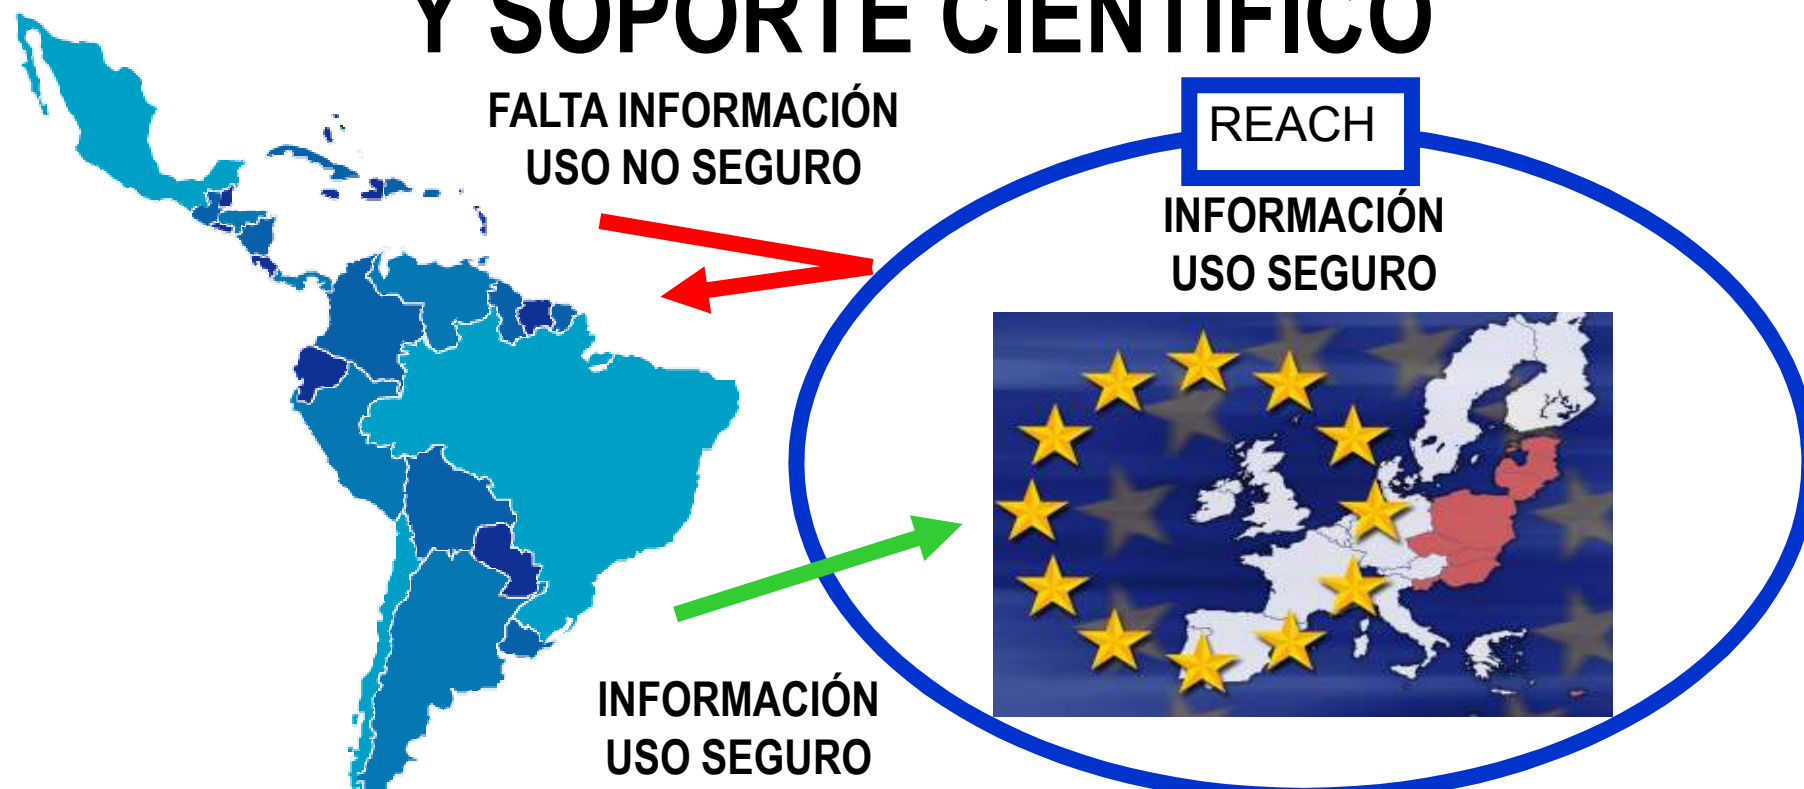 Y SOPORTE CIENTÍFICO
FALTA INFORMACIÓN
USO NO SEGURO
REACH
INFORMACIÓN
USO SEGURO
INFORMACIÓN
USO SEGURO